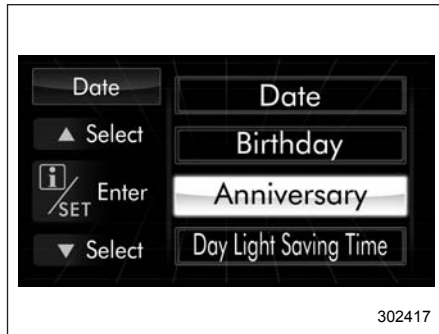 Date
▲ Select
i/SET Enter
▼ Select
Date
Birthday
Anniversary
Day Light Saving Time
302417